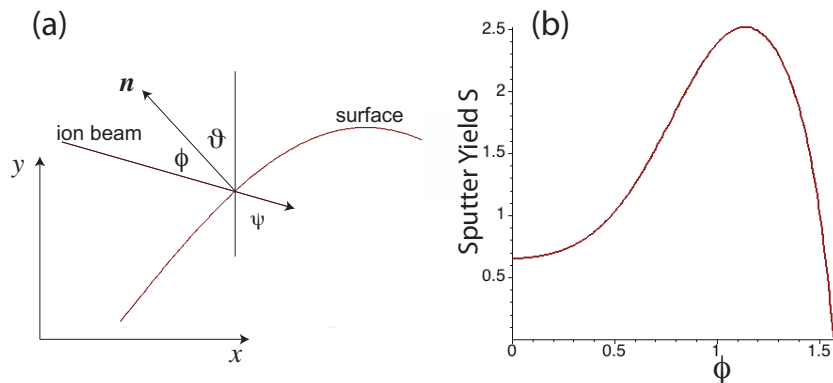 (a)
n
ion beam
ϕ
ϑ
surface
y
ψ
x
(b)
Sputter Yield S
2.5
2
1.5
1
0.5
0
0.5
1
1.5
ϕ